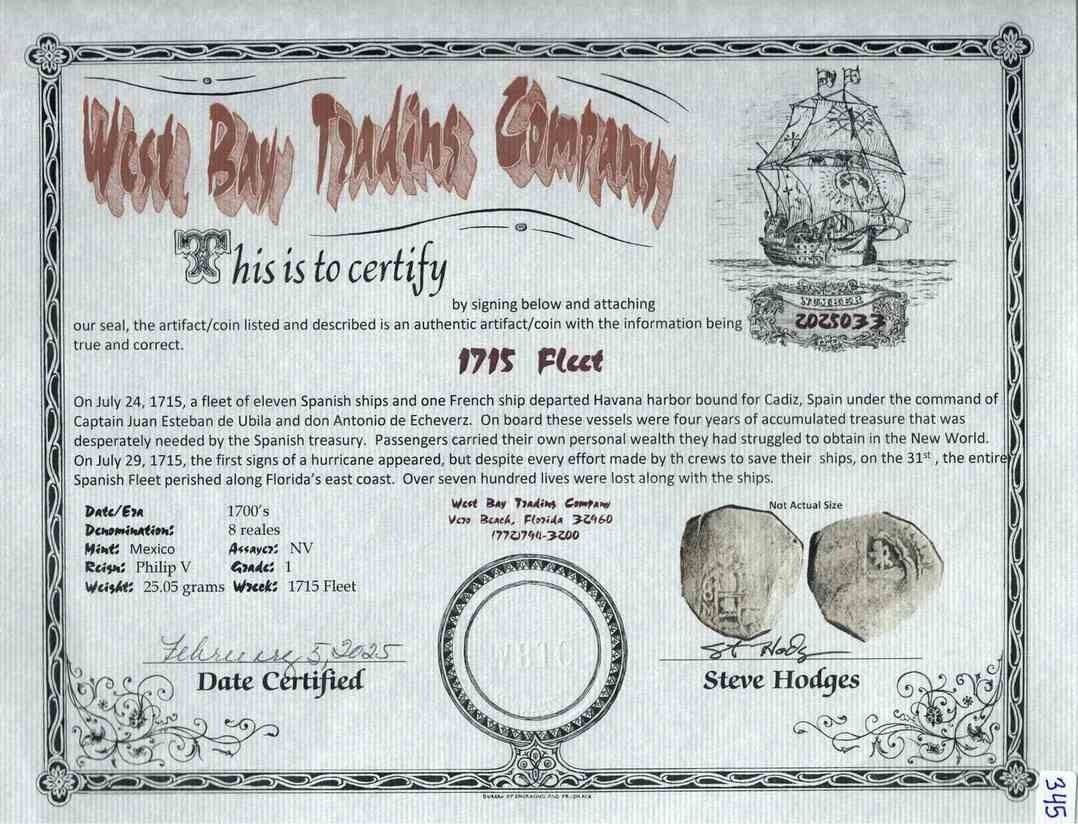 West Bay Trading Company
This is to certify
by signing below and attaching
our seal, the artifact/coin listed and described is an authentic artifact/coin with the information being
true and correct.
NUMBER
2025033
1715 Fleet
On July 24, 1715, a fleet of eleven Spanish ships and one French ship departed Havana harbor bound for Cadiz, Spain under the command of
Captain Juan Esteban de Ubila and don Antonio de Echeverz. On board these vessels were four years of accumulated treasure that was
desperately needed by the Spanish treasury. Passengers carried their own personal wealth they had struggled to obtain in the New World.
On July 29, 1715, the first signs of a hurricane appeared, but despite every effort made by th crews to save their ships, on the 31st , the entire
Spanish Fleet perished along Florida's east coast. Over seven hundred lives were lost along with the ships.
Date/Era 1700's
Denomination: 8 reales
Mint: Mexico Assayer: NV
Reign: Philip V Grade: 1
Weight: 25.05 grams Wreck: 1715 Fleet
West Bay Trading Company
Vero Beach, Florida 32960
(772)794-3200
Not Actual Size
WBTC
February 5, 2025
Date Certified
St Hodg
Steve Hodges
BUREAU OF ENGRAVING AND
345